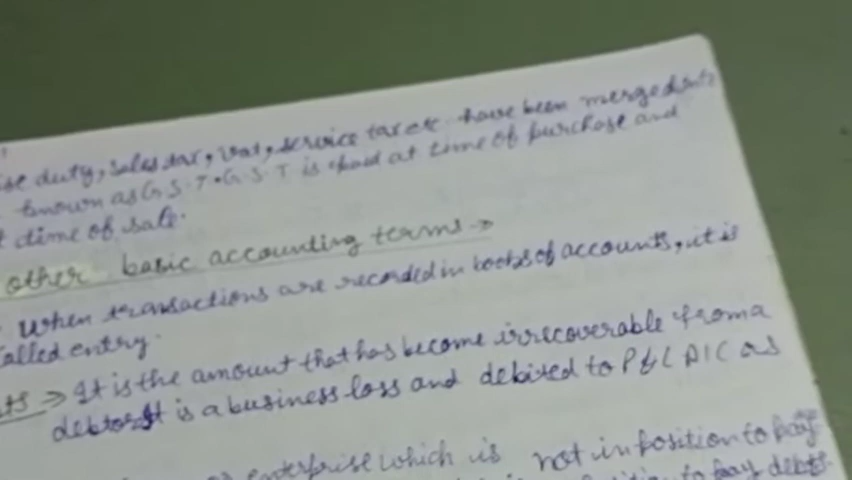 duty, sales tax, vat, service tax etc have been merged into
known as G.S.T. G.S.T is paid at time of purchase and
time of sale.
other basic accounting terms →
When transactions are recorded in books of accounts, it is
called entry.
→ It is the amount that has become irrecoverable from a
debtor It is a business loss and debited to P & L A/C as
enterprise which is not in position to pay
to pay debts